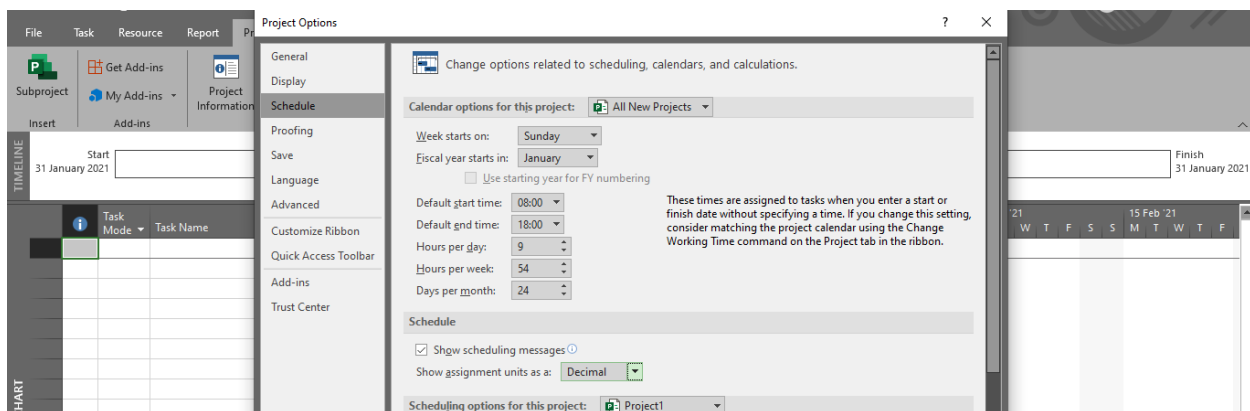 Project Options
?
File Task Resource Report Pr
Subproject
Get Add-ins
My Add-ins
Project
Information
Insert
Add-ins
TIMELINE
Start
31 January 2021
Finish
31 January 2021
Task
Mode
Task Name
'21
15 Feb '21
W T F S S M T W T F
CHART
General
Display
Schedule
Proofing
Save
Language
Advanced
Customize Ribbon
Quick Access Toolbar
Add-ins
Trust Center
Change options related to scheduling, calendars, and calculations.
Calendar options for this project: All New Projects
Week starts on: Sunday
Fiscal year starts in: January
Use starting year for FY numbering
Default start time: 08:00
Default end time: 18:00
Hours per day: 9
Hours per week: 54
Days per month: 24
These times are assigned to tasks when you enter a start or
finish date without specifying a time. If you change this setting,
consider matching the project calendar using the Change
Working Time command on the Project tab in the ribbon.
Schedule
Show scheduling messages
Show assignment units as a: Decimal
Scheduling options for this project: Project1